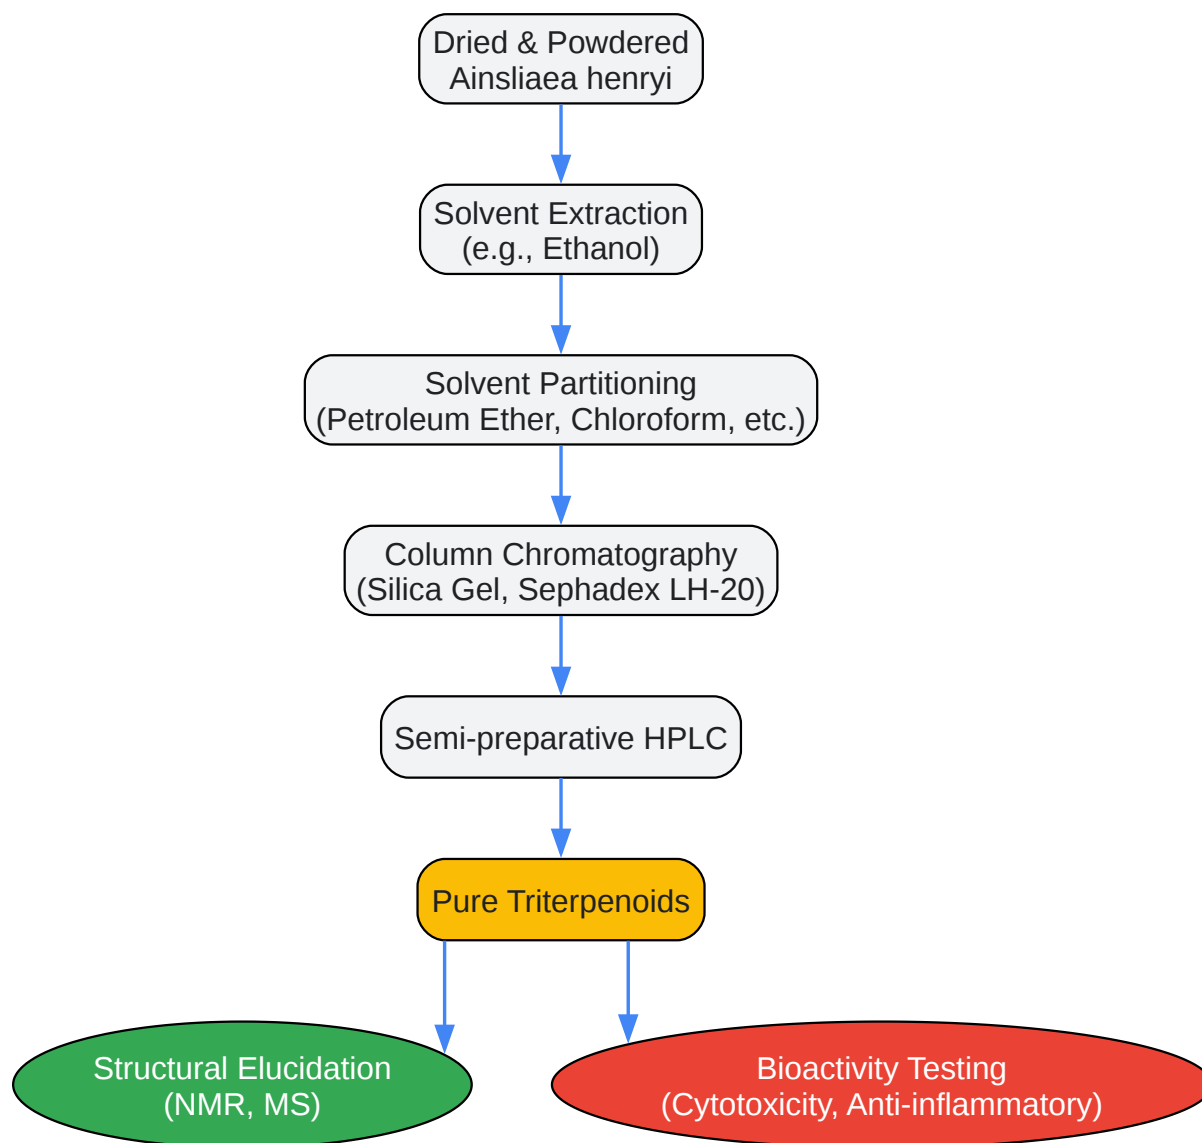 Dried & Powdered
Ainsliaea henryi
Solvent Extraction
(e.g., Ethanol)
Solvent Partitioning
(Petroleum Ether, Chloroform, etc.)
Column Chromatography
(Silica Gel, Sephadex LH-20)
Semi-preparative HPLC
Pure Triterpenoids
Structural Elucidation
(NMR, MS)
Bioactivity Testing
(Cytotoxicity, Anti-inflammatory)